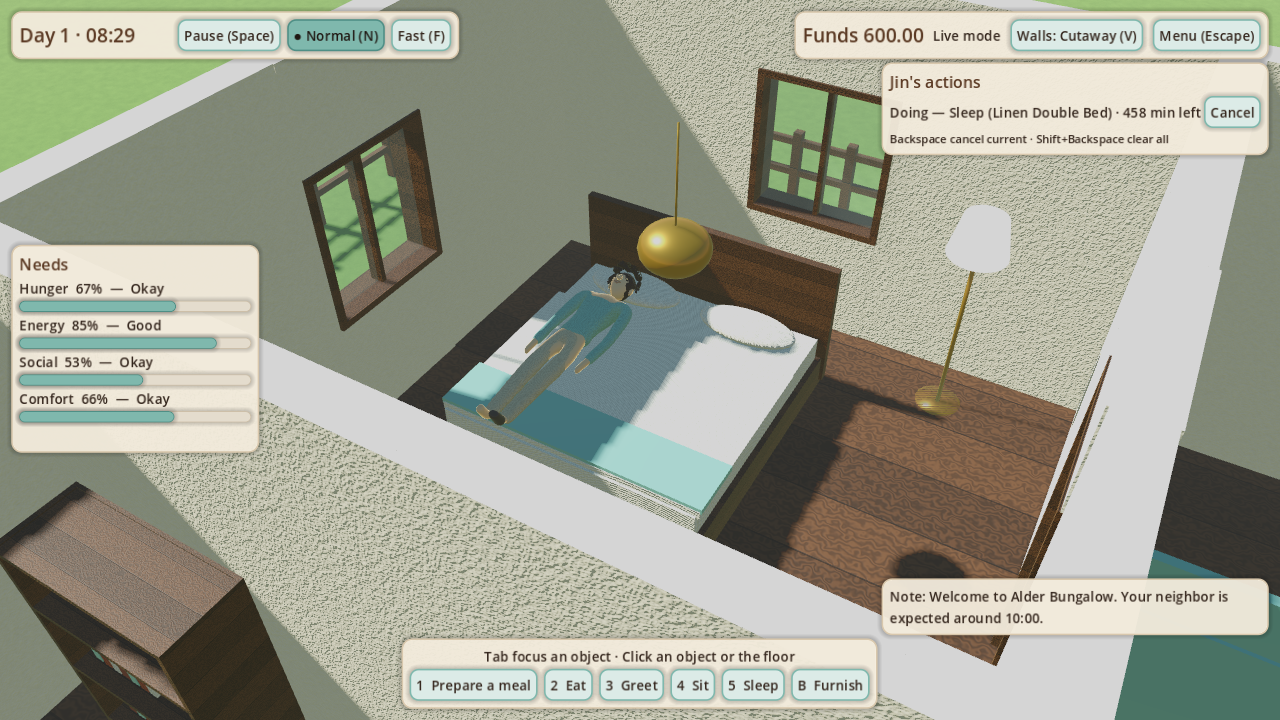 Day 1 · 08:29
Pause (Space)
● Normal (N)
Fast (F)
Funds 600.00
Live mode
Walls: Cutaway (V)
Menu (Escape)
Jin's actions
Doing — Sleep (Linen Double Bed) · 458 min left
Cancel
Backspace cancel current · Shift+Backspace clear all
Needs
Hunger 67% — Okay
Energy 85% — Good
Social 53% — Okay
Comfort 66% — Okay
Note: Welcome to Alder Bungalow. Your neighbor is
expected around 10:00.
Tab focus an object · Click an object or the floor
1 Prepare a meal
2 Eat
3 Greet
4 Sit
5 Sleep
B Furnish